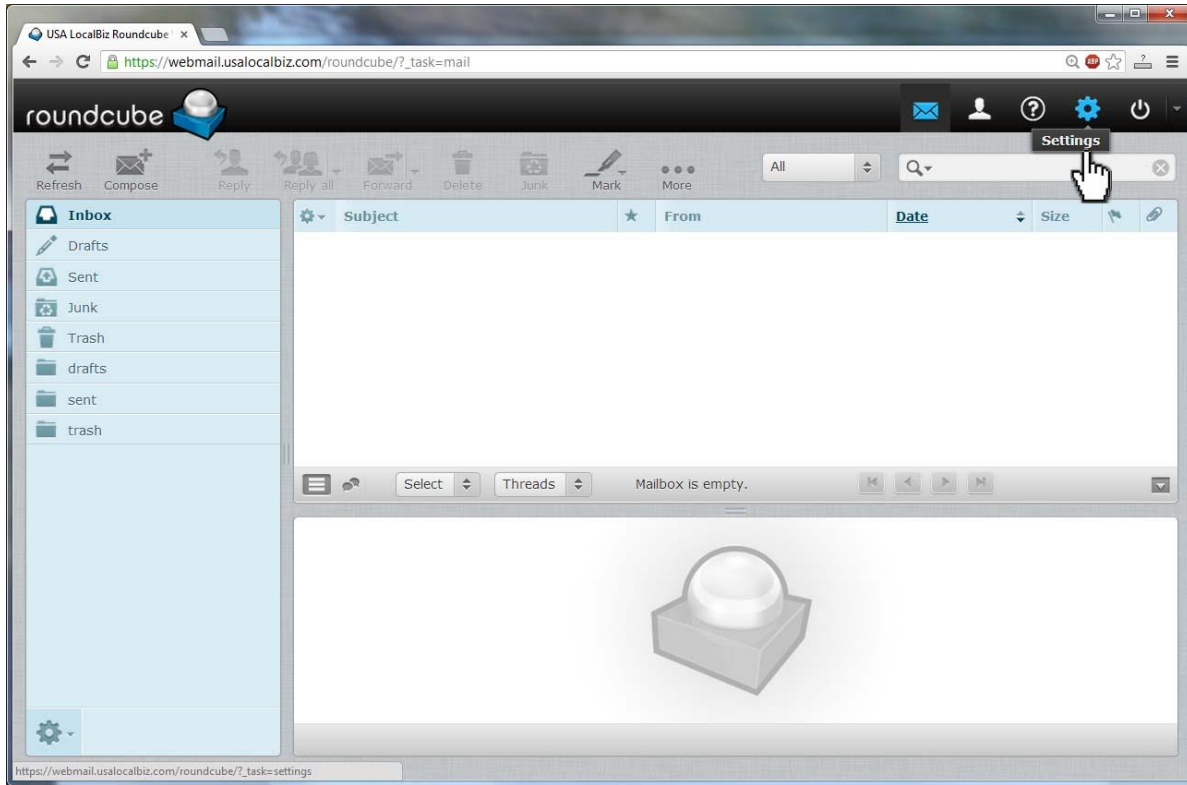 USA LocalBiz Roundcube
https://webmail.usalocalbiz.com/roundcube/?_task=mail
ABP
?
roundcube
?
Settings
Refresh Compose Reply Reply all Forward Delete Junk Mark More All
Inbox
Subject From Date Size
Drafts
Sent
Junk
Trash
drafts
sent
trash
Select Threads Mailbox is empty.
https://webmail.usalocalbiz.com/roundcube/?_task=settings